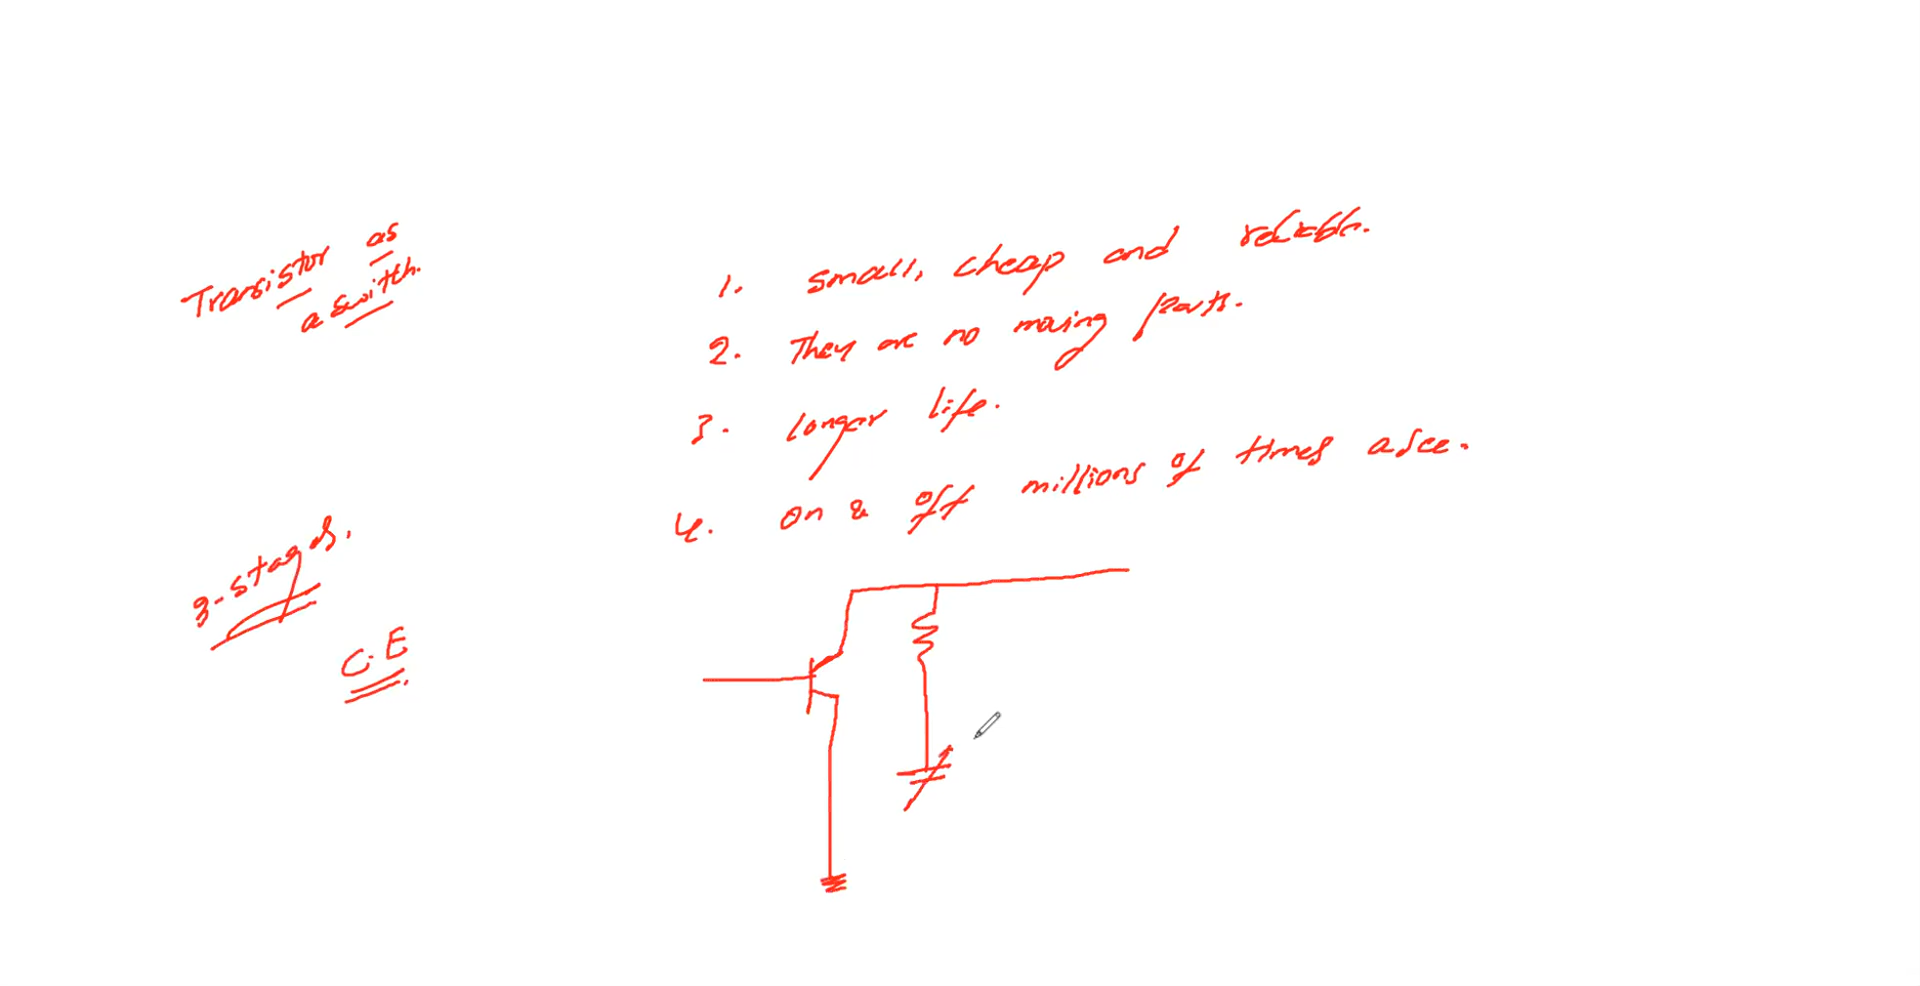 Transistor as
a switch.
1. small, cheap and reliable.
2. They are no moving parts.
3. longer life.
4. on & off millions of times a sec.
3-stages.
C.E